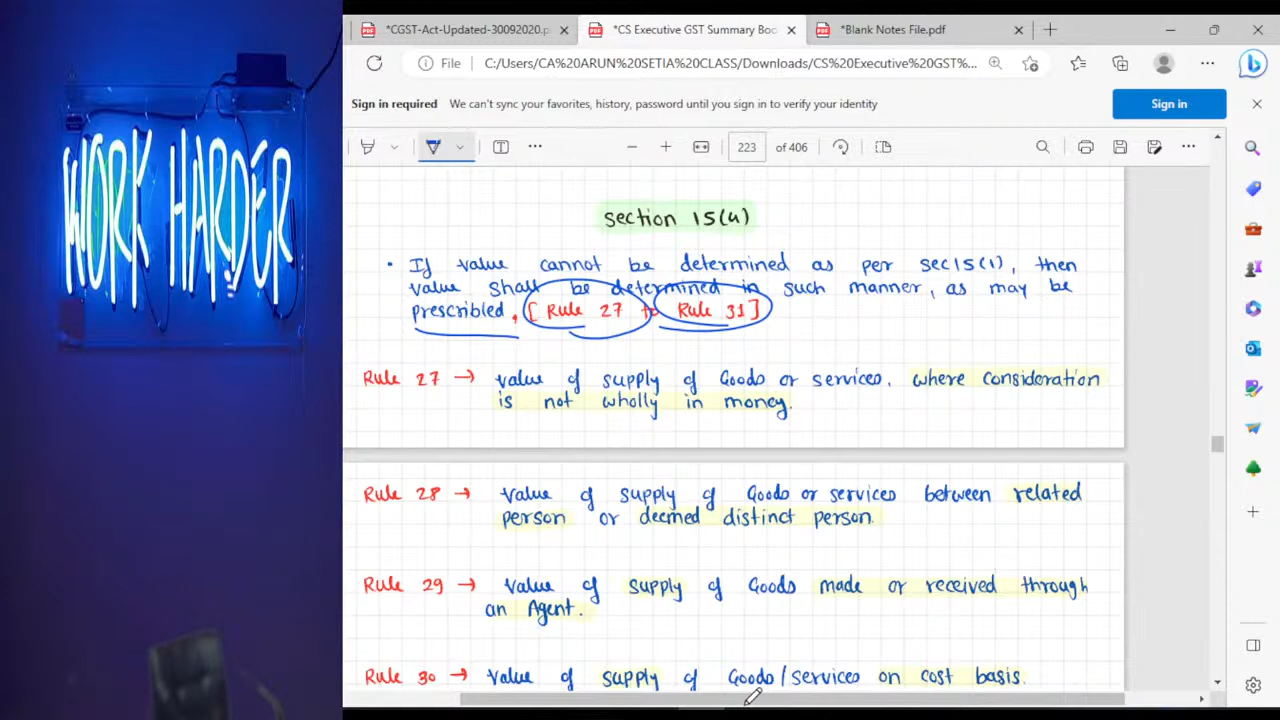 WORK HARDER
*CGST-Act-Updated-30092020.p
*CS Executive GST Summary Boo
*Blank Notes File.pdf
File
C:/Users/CA%20ARUN%20SETIA%20CLASS/Downloads/CS%20Executive%20GST%...
Sign in required We can't sync your favorites, history, password until you sign in to verify your identity
Sign in
223 of 406
section 15(4)
• If value cannot be determined as per sec15(1), then
value shall be determined in such manner, as may be
prescribed, [Rule 27 to Rule 31]
Rule 27 → value of supply of Goods or services, where consideration
is not wholly in money.
Rule 28 → value of supply of Goods or services between related
person or deemed distinct person.
Rule 29 → value of supply of Goods made or received through
an Agent.
Rule 30 → value of supply of Goods/services on cost basis.